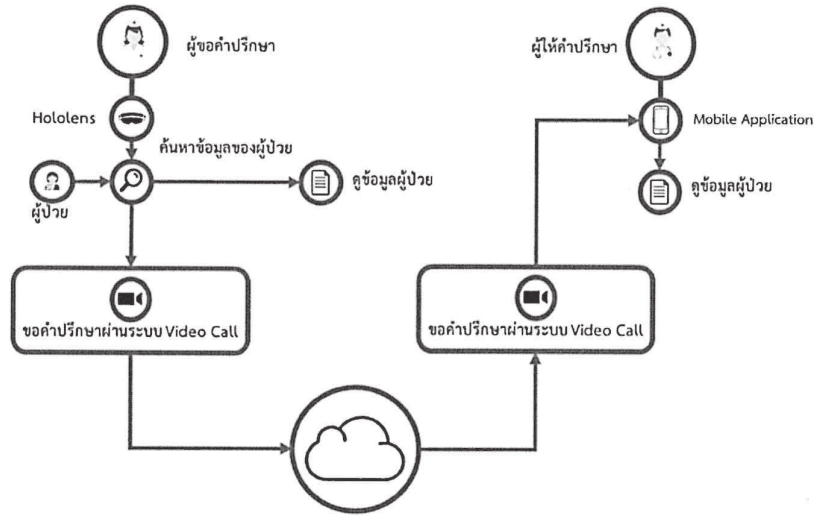 ผู้ขอคำปรึกษา
ผู้ให้คำปรึกษา
Hololens
Mobile Application
ค้นหาข้อมูลของผู้ป่วย
ดูข้อมูลผู้ป่วย
ดูข้อมูลผู้ป่วย
ผู้ป่วย
ขอคำปรึกษาผ่านระบบ Video Call
ขอคำปรึกษาผ่านระบบ Video Call